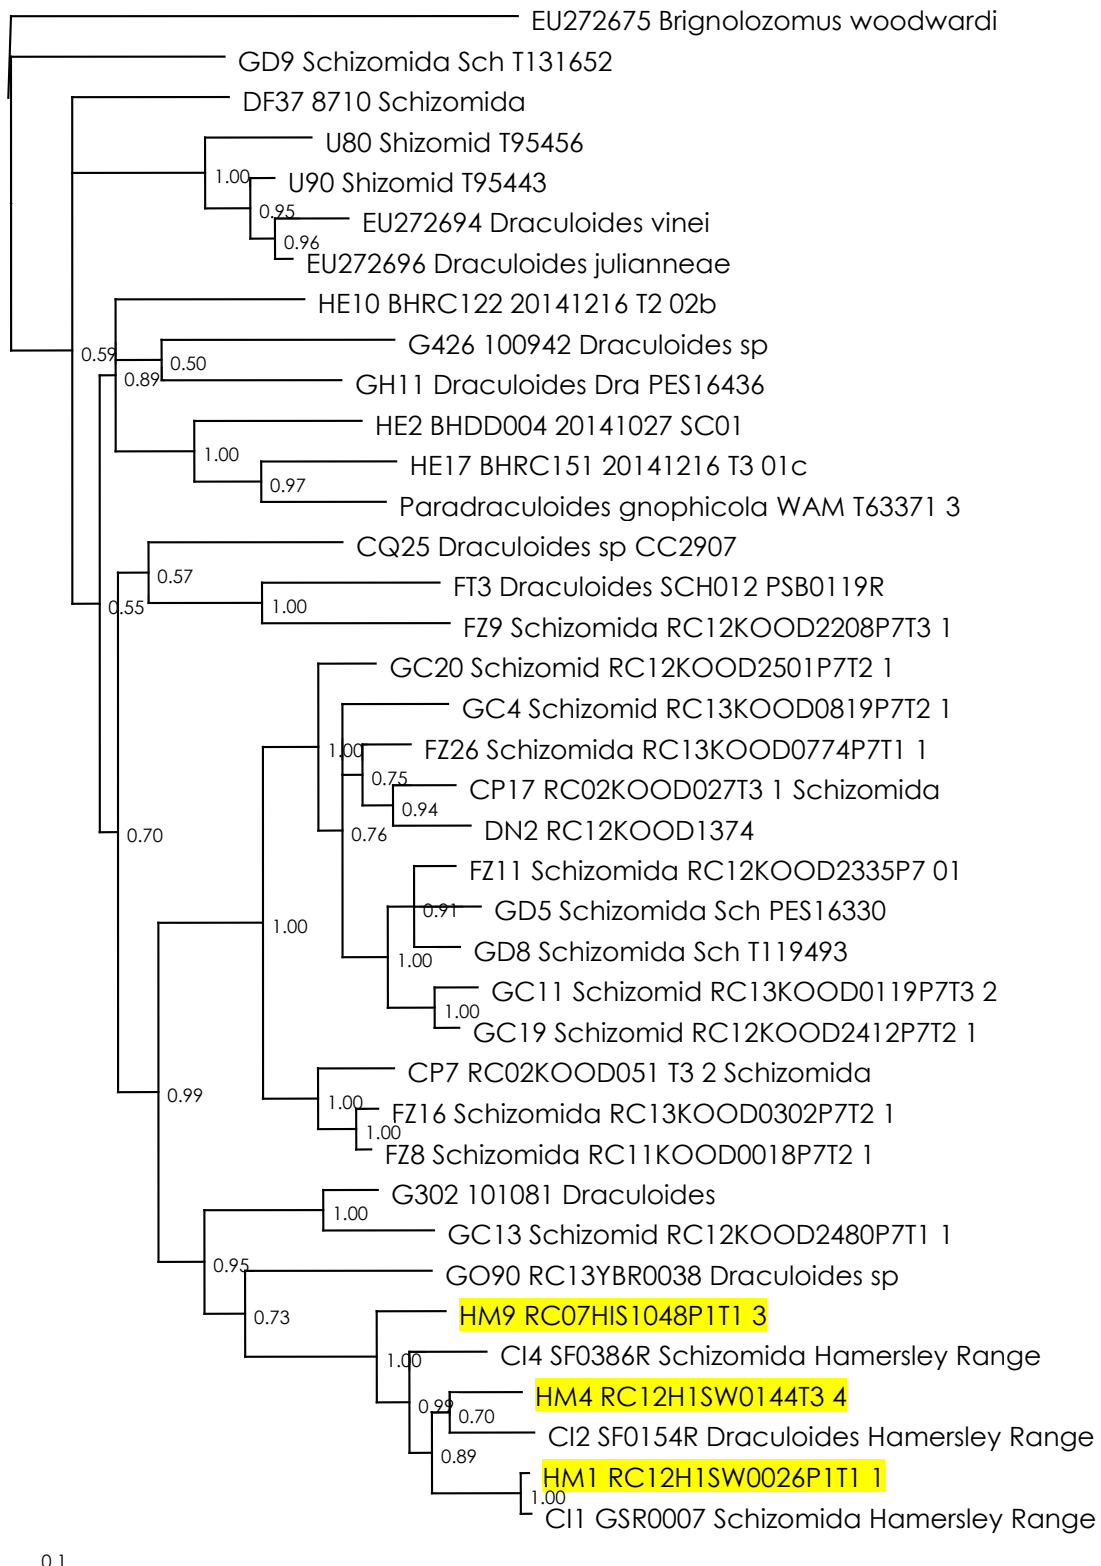 EU272675 Brignolozomus woodwardi
GD9 Schizomida Sch T131652
DF37 8710 Schizomida
U80 Shizomid T95456
1.00
U90 Shizomid T95443
0.95
EU272694 Draculoides vinei
0.96
EU272696 Draculoides julianneae
HE10 BHRC122 20141216 T2 02b
G426 100942 Draculoides sp
0.59
0.50
0.89
GH11 Draculoides Dra PES16436
HE2 BHDD004 20141027 SC01
1.00
HE17 BHRC151 20141216 T3 01c
0.97
Paradraculoides gnophicola WAM T63371 3
CQ25 Draculoides sp CC2907
0.57
FT3 Draculoides SCH012 PSB0119R
0.55
1.00
FZ9 Schizomida RC12KOOD2208P7T3 1
GC20 Schizomid RC12KOOD2501P7T2 1
GC4 Schizomid RC13KOOD0819P7T2 1
1.00
FZ26 Schizomida RC13KOOD0774P7T1 1
0.75
CP17 RC02KOOD027T3 1 Schizomida
0.94
DN2 RC12KOOD1374
0.70
0.76
FZ11 Schizomida RC12KOOD2335P7 01
0.91
GD5 Schizomida Sch PES16330
1.00
GD8 Schizomida Sch T119493
1.00
GC11 Schizomid RC13KOOD0119P7T3 2
1.00
GC19 Schizomid RC12KOOD2412P7T2 1
CP7 RC02KOOD051 T3 2 Schizomida
0.99
1.00
FZ16 Schizomida RC13KOOD0302P7T2 1
1.00
FZ8 Schizomida RC11KOOD0018P7T2 1
G302 101081 Draculoides
1.00
GC13 Schizomid RC12KOOD2480P7T1 1
0.95
GO90 RC13YBR0038 Draculoides sp
0.73
HM9 RC07HIS1048P1T1 3
1.00
CI4 SF0386R Schizomida Hamersley Range
HM4 RC12H1SW0144T3 4
0.99
0.70
CI2 SF0154R Draculoides Hamersley Range
0.89
HM1 RC12H1SW0026P1T1 1
1.00
CI1 GSR0007 Schizomida Hamersley Range
0.1